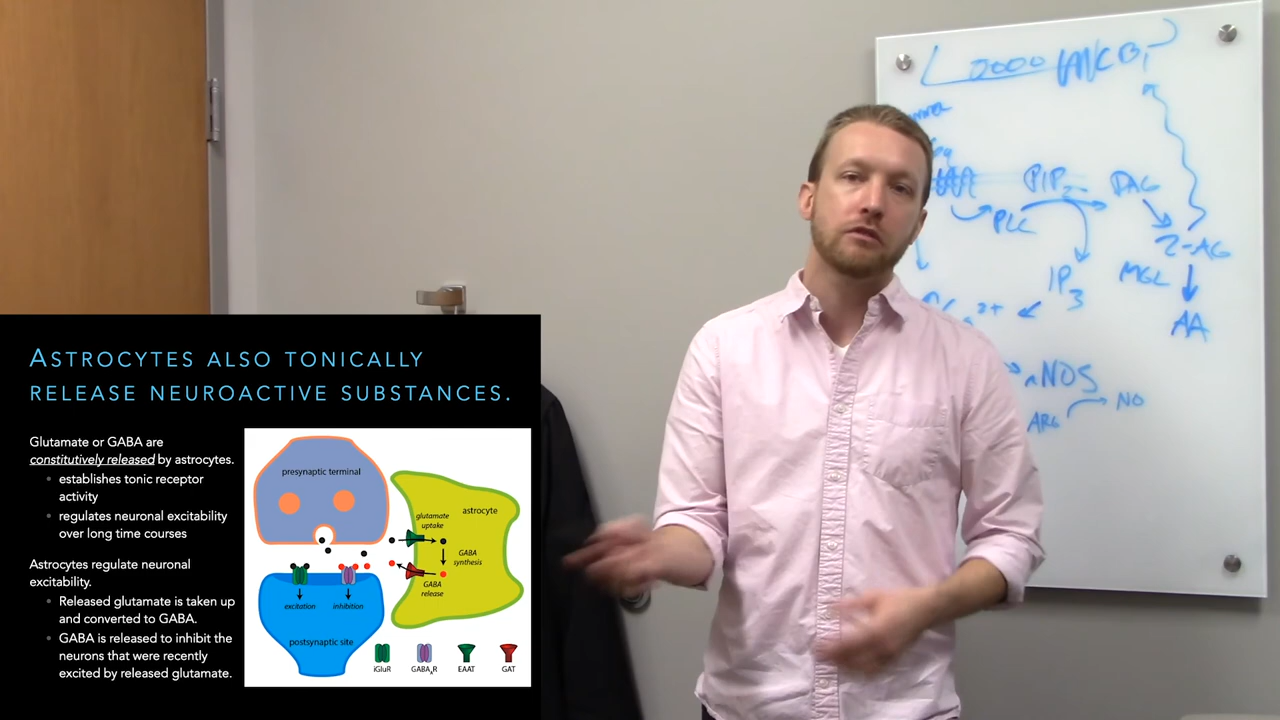 ASTROCYTES ALSO TONICALLY
RELEASE NEUROACTIVE SUBSTANCES.
Glutamate or GABA are
constitutively released by astrocytes.
establishes tonic receptor
activity
regulates neuronal excitability
over long time courses
Astrocytes regulate neuronal
excitability.
Released glutamate is taken up
and converted to GABA.
GABA is released to inhibit the
neurons that were recently
excited by released glutamate.
presynaptic terminal
astrocyte
glutamate
uptake
GABA
synthesis
GABA
release
excitation
inhibition
postsynaptic site
iGluR
GABAAR
EAAT
GAT
PIP2
DAG
PLC
2-AG
IP3
MGL
AA
nNOS
ARG
NO